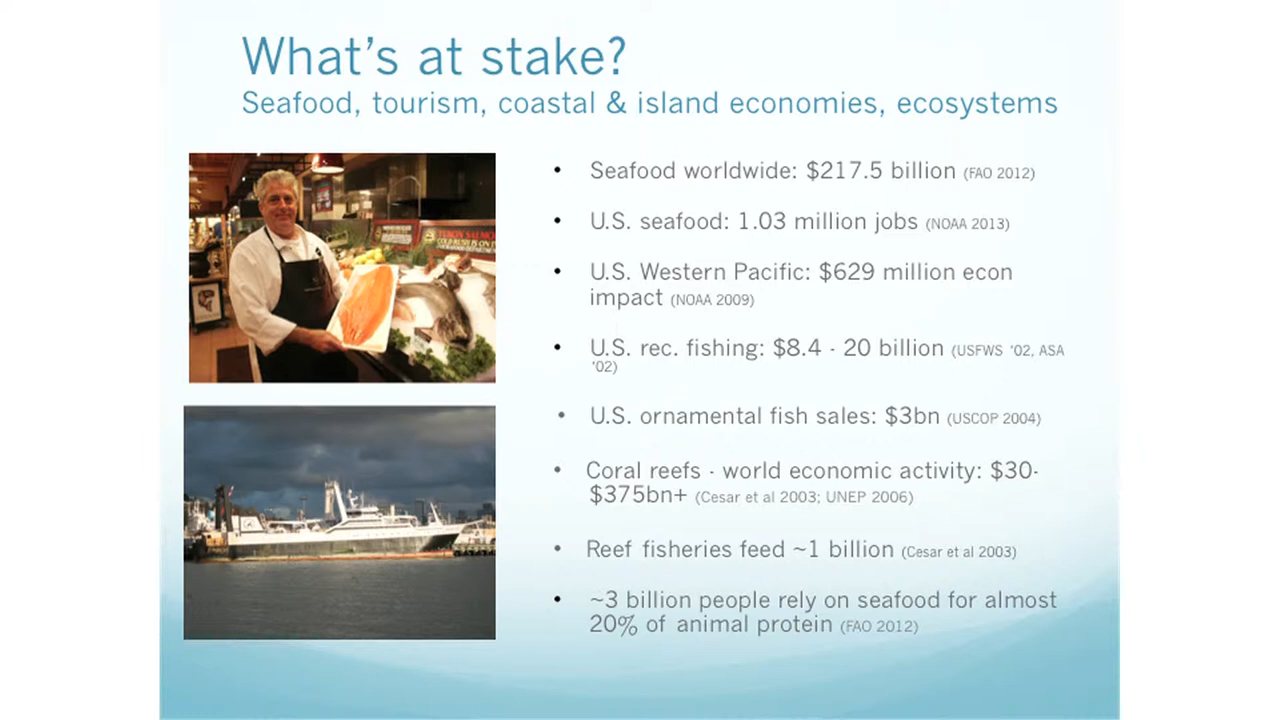 What's at stake?
Seafood, tourism, coastal & island economies, ecosystems
• Seafood worldwide: $217.5 billion (FAO 2012)
• U.S. seafood: 1.03 million jobs (NOAA 2013)
• U.S. Western Pacific: $629 million econ
impact (NOAA 2009)
• U.S. rec. fishing: $8.4 - 20 billion (USFWS '02, ASA
'02)
• U.S. ornamental fish sales: $3bn (USCOP 2004)
• Coral reefs - world economic activity: $30-
$375bn+ (Cesar et al 2003; UNEP 2006)
• Reef fisheries feed ~1 billion (Cesar et al 2003)
• ~3 billion people rely on seafood for almost
20% of animal protein (FAO 2012)